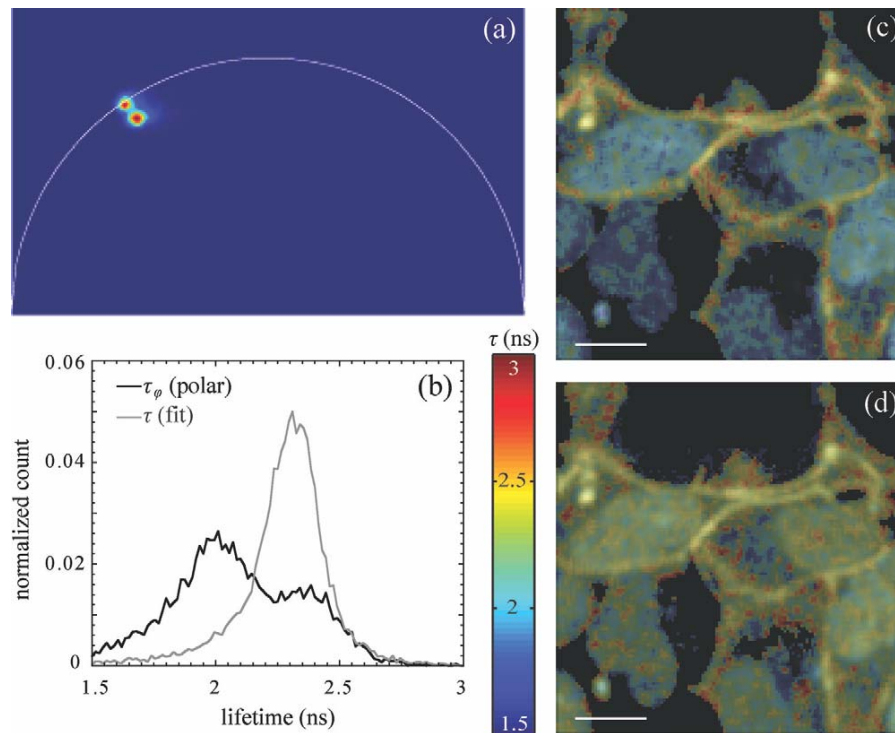 (a)
(c)
0.06
0.04
0.02
0
normalized count
τφ (polar)
τ (fit)
(b)
1.5
2
2.5
3
lifetime (ns)
τ (ns)
3
2.5
2
1.5
(d)